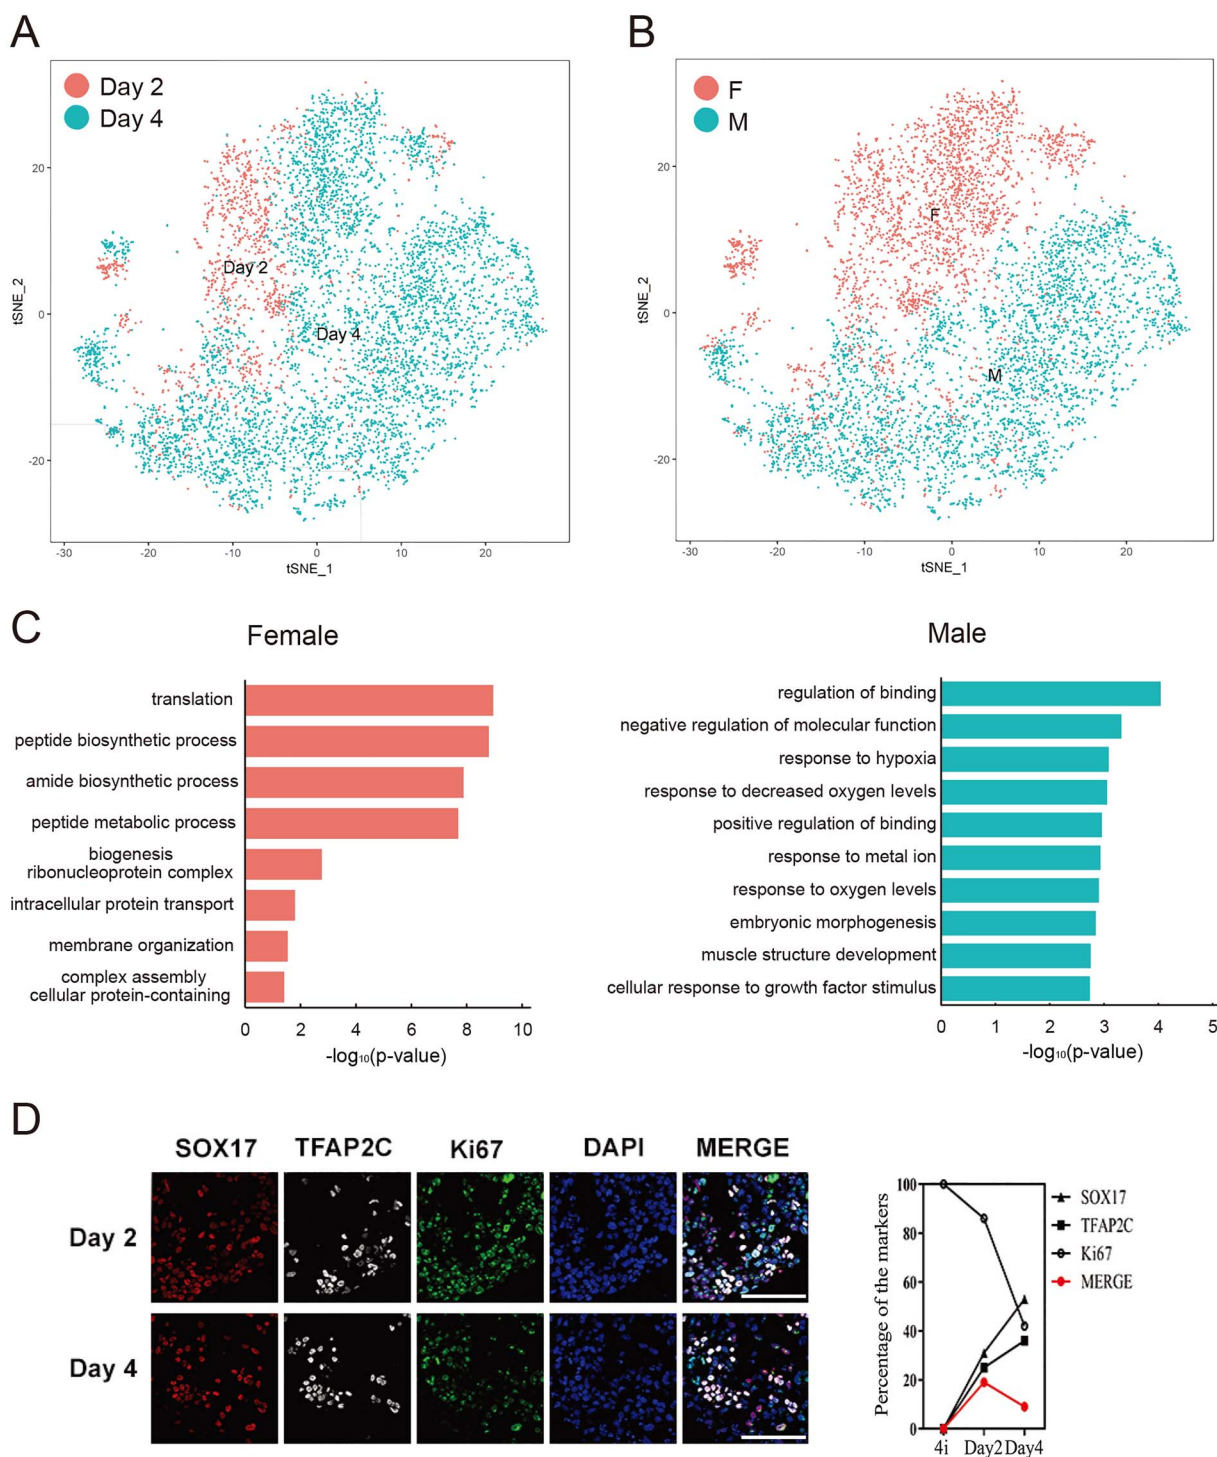 A
Day 2
Day 4
20
0
-20
Day 2
Day 4
tSNE_2
-30
-20
-10
0
10
20
tSNE_1
B
F
M
20
0
-20
F
M
tSNE_2
-30
-20
-10
0
10
20
tSNE_1
C
Female
translation
peptide biosynthetic process
amide biosynthetic process
peptide metabolic process
biogenesis
ribonucleoprotein complex
intracellular protein transport
membrane organization
complex assembly
cellular protein-containing
0 2 4 6 8 10
-log₁₀(p-value)
Male
regulation of binding
negative regulation of molecular function
response to hypoxia
response to decreased oxygen levels
positive regulation of binding
response to metal ion
response to oxygen levels
embryonic morphogenesis
muscle structure development
cellular response to growth factor stimulus
0 1 2 3 4 5
-log₁₀(p-value)
D
SOX17 TFAP2C Ki67 DAPI MERGE
Day 2
Day 4
Percentage of the markers
100
80
60
40
20
0
4i Day2 Day4
SOX17
TFAP2C
Ki67
MERGE